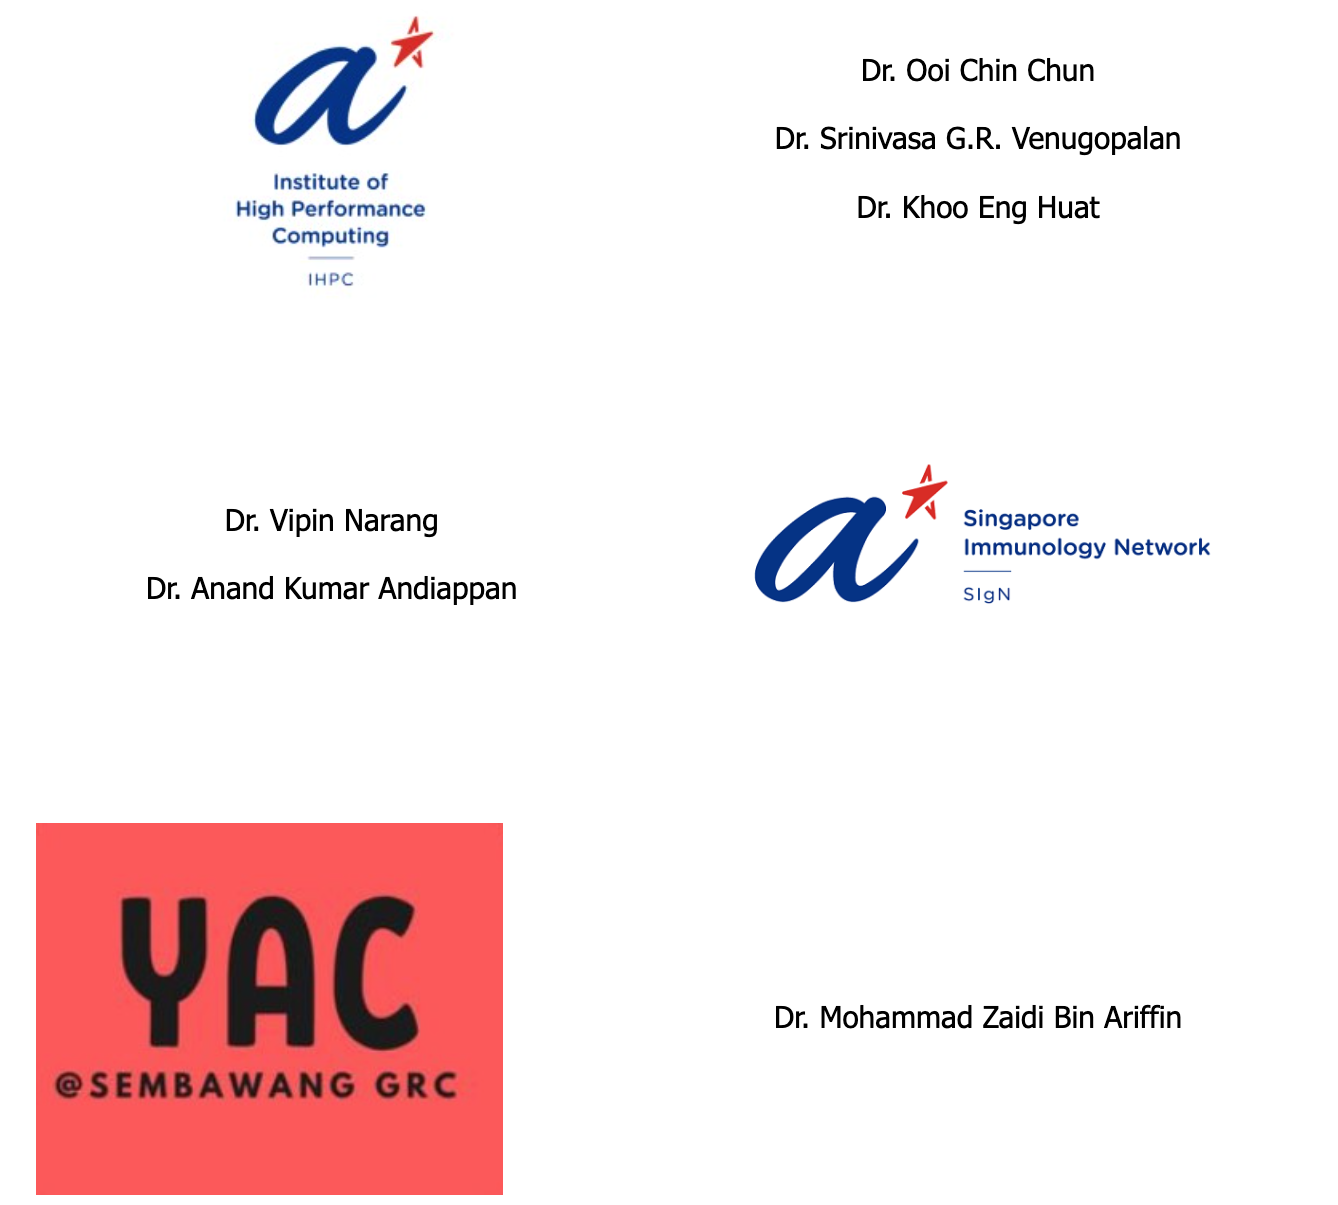 Institute of
High Performance
Computing
IHPC
Dr. Ooi Chin Chun
Dr. Srinivasa G.R. Venugopalan
Dr. Khoo Eng Huat
Dr. Vipin Narang
Dr. Anand Kumar Andiappan
a
Singapore
Immunology Network
SIgN
YAC
@SEMBAWANG GRC
Dr. Mohammad Zaidi Bin Ariffin